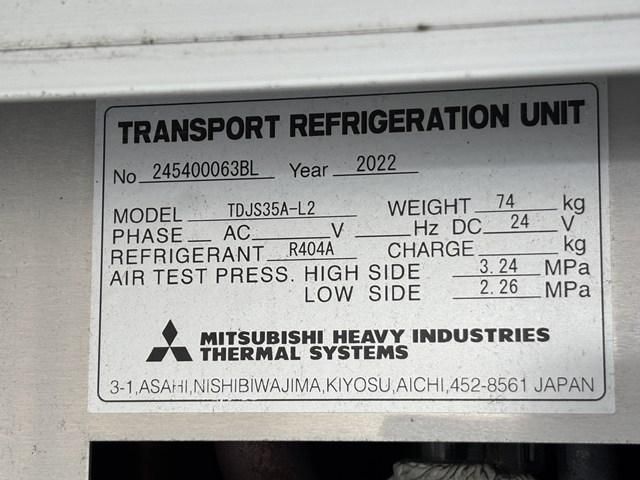 TRANSPORT REFRIGERATION UNIT
No 245400063BL Year 2022
MODEL TDJS35A-L2 WEIGHT 74 kg
PHASE AC V Hz DC 24 V
REFRIGERANT R404A CHARGE kg
AIR TEST PRESS. HIGH SIDE 3.24 MPa
LOW SIDE 2.26 MPa
MITSUBISHI HEAVY INDUSTRIES
THERMAL SYSTEMS
3-1,ASAHI,NISHIBIWAJIMA,KIYOSU,AICHI,452-8561 JAPAN